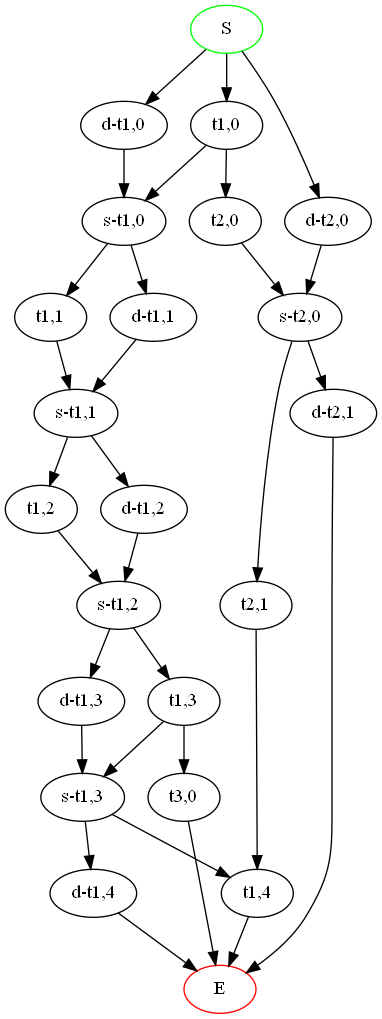 S
d-t1,0
t1,0
s-t1,0
t2,0
d-t2,0
t1,1
d-t1,1
s-t2,0
s-t1,1
d-t2,1
t1,2
d-t1,2
s-t1,2
t2,1
d-t1,3
t1,3
s-t1,3
t3,0
d-t1,4
t1,4
E